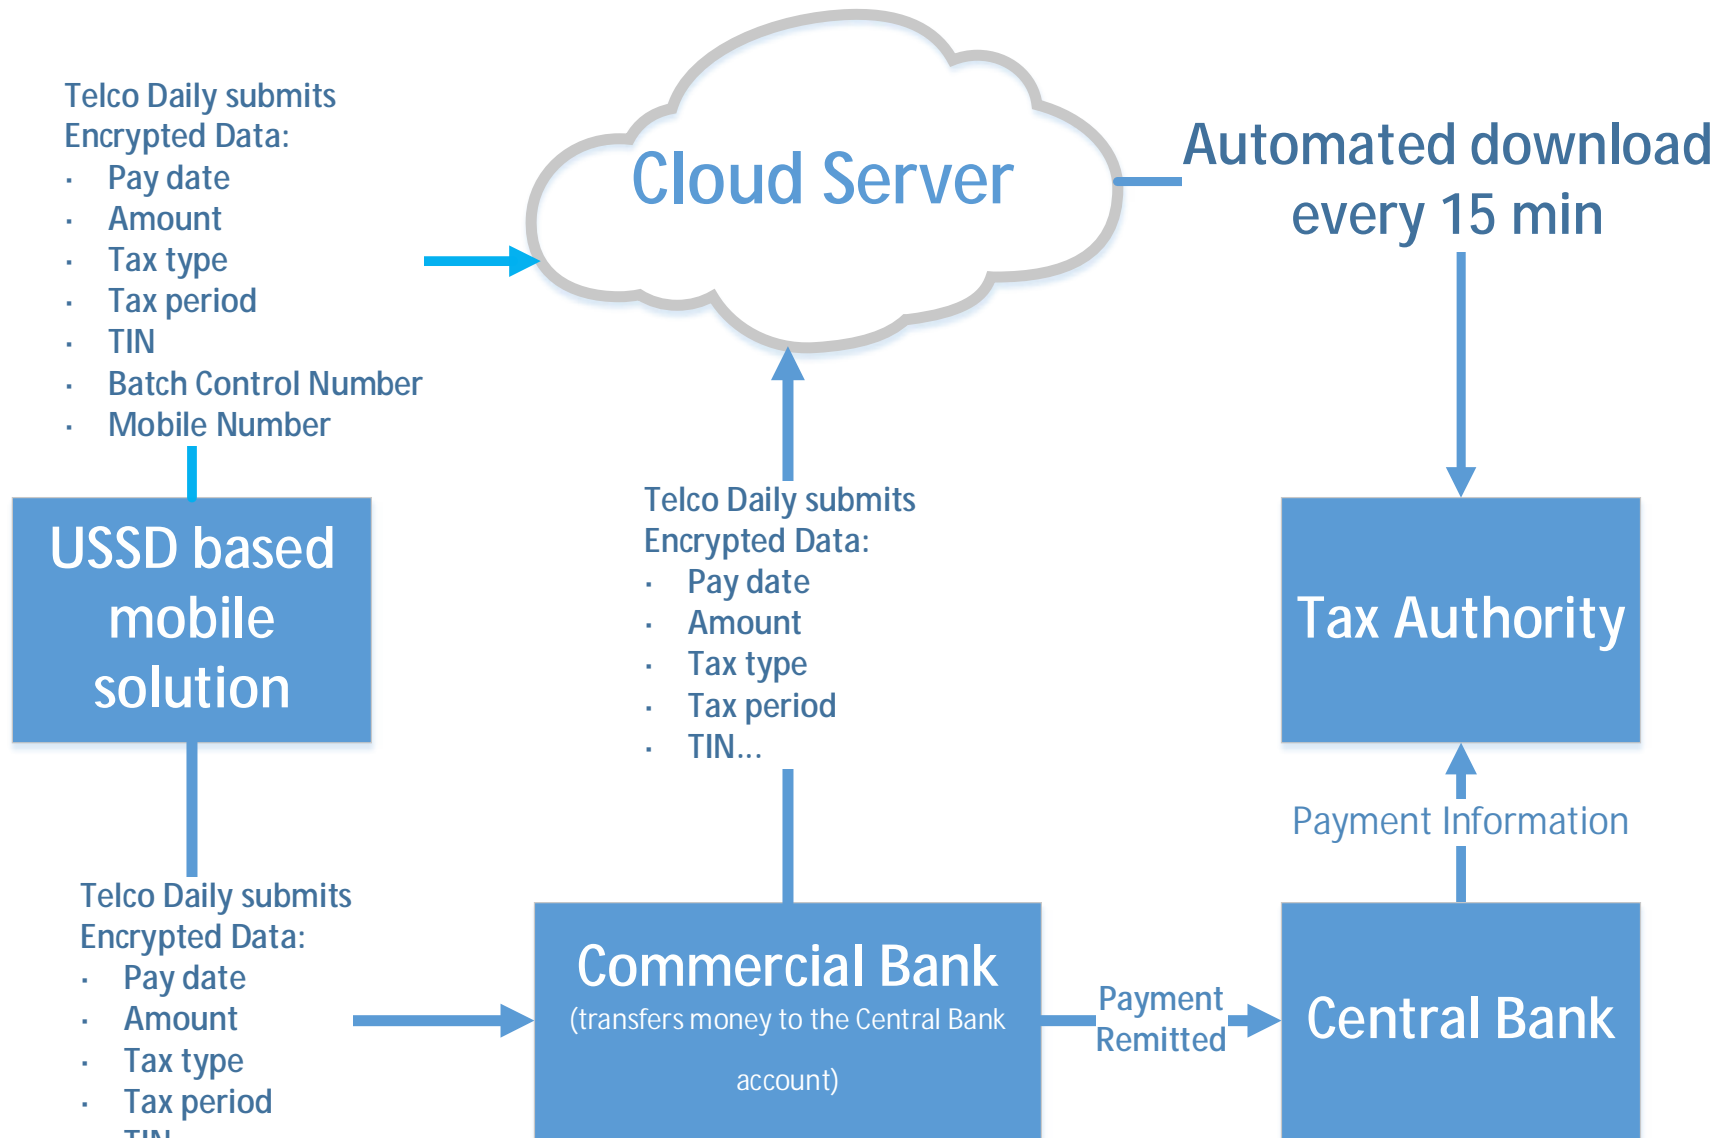 Telco Daily submits
Encrypted Data:
· Pay date
· Amount
· Tax type
· Tax period
· TIN
· Batch Control Number
· Mobile Number
Cloud Server
Automated download
every 15 min
USSD based
mobile
solution
Telco Daily submits
Encrypted Data:
· Pay date
· Amount
· Tax type
· Tax period
· TIN...
Tax Authority
Payment Information
Telco Daily submits
Encrypted Data:
· Pay date
· Amount
· Tax type
· Tax period
· TIN
Commercial Bank
(transfers money to the Central Bank
account)
Payment
Remitted
Central Bank